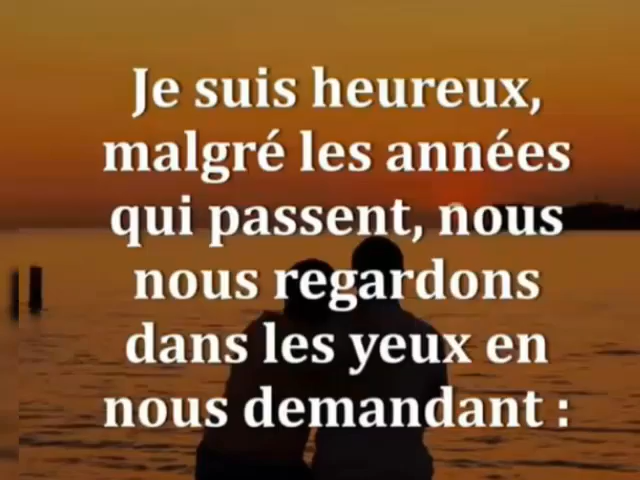 Je suis heureux,
malgré les années
qui passent, nous
nous regardons
dans les yeux en
nous demandant :